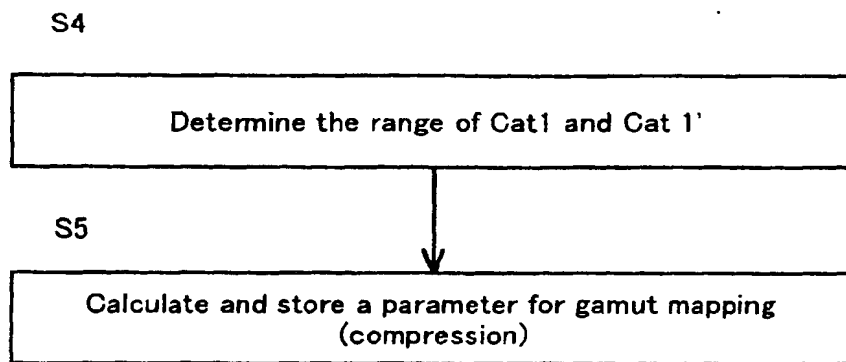 S4
Determine the range of Cat1 and Cat 1'
S5
Calculate and store a parameter for gamut mapping
(compression)